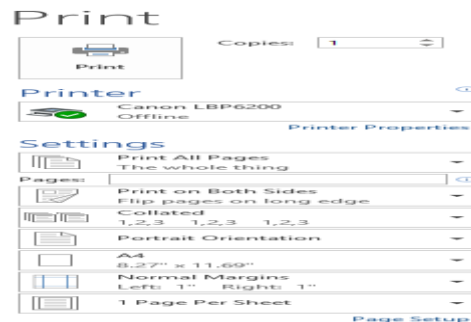 Print
Copies: 1
Print
Printer
Canon LBP6200
Offline
Printer Properties
Settings
Print All Pages
The whole thing
Pages:
Print on Both Sides
Flip pages on long edge
Collated
1,2,3 1,2,3 1,2,3
Portrait Orientation
A4
8.27" x 11.69"
Normal Margins
Left: 1" Right: 1"
1 Page Per Sheet
Page Setup